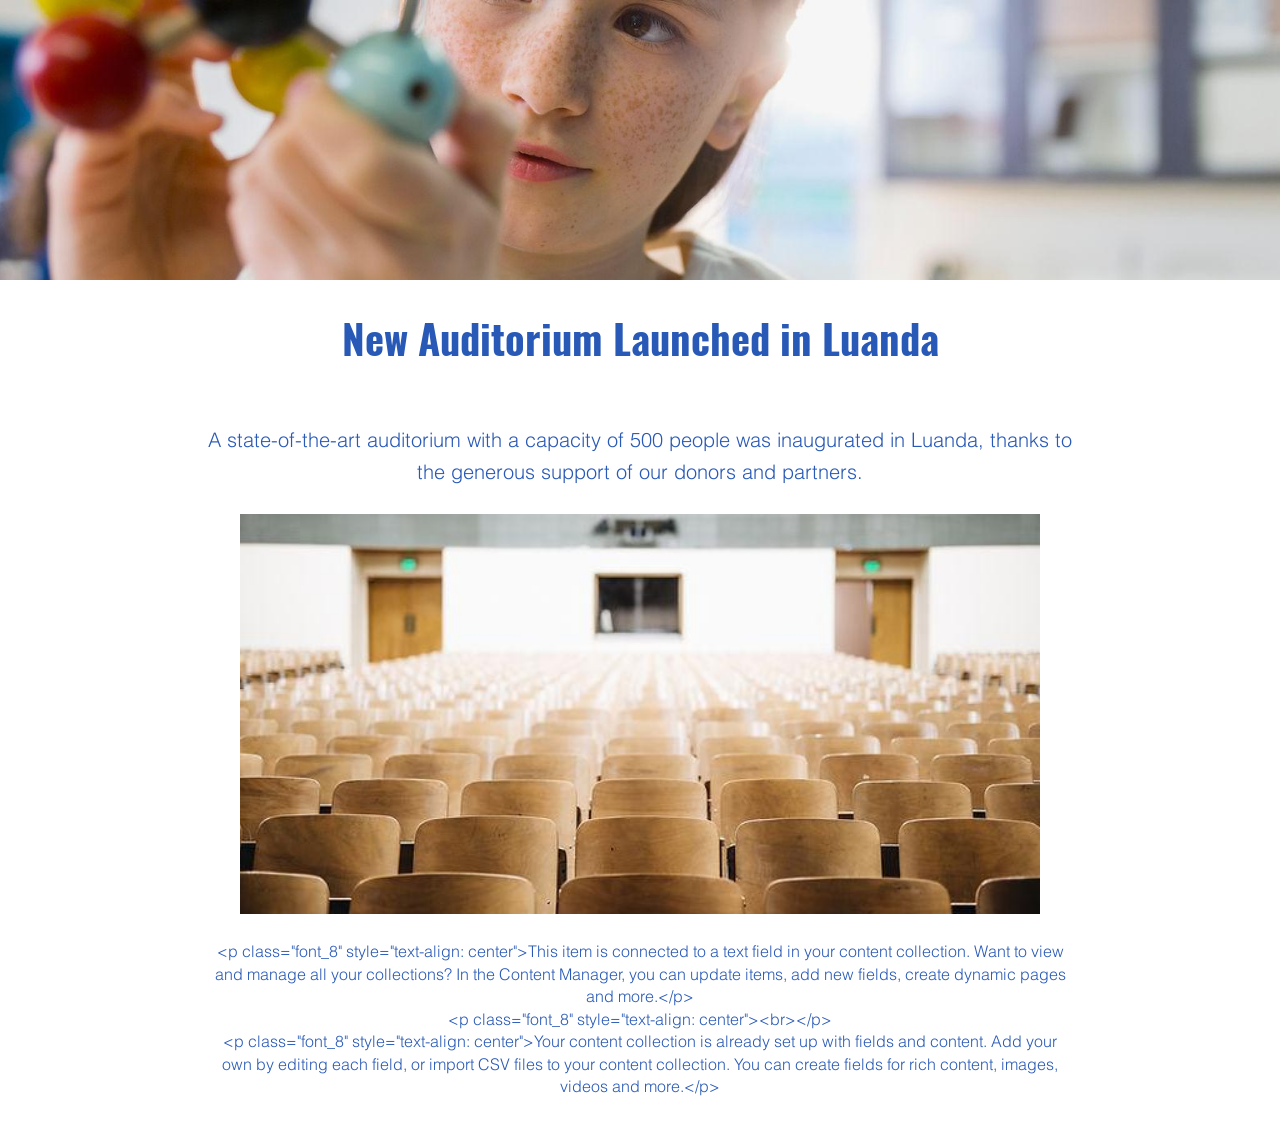 New Auditorium Launched in Luanda
A state-of-the-art auditorium with a capacity of 500 people was inaugurated in Luanda, thanks to
the generous support of our donors and partners.
<p class="font_8" style="text-align: center">This item is connected to a text field in your content collection. Want to view
and manage all your collections? In the Content Manager, you can update items, add new fields, create dynamic pages
and more.</p>
<p class="font_8" style="text-align: center"><br></p>
<p class="font_8" style="text-align: center">Your content collection is already set up with fields and content. Add your
own by editing each field, or import CSV files to your content collection. You can create fields for rich content, images,
videos and more.</p>